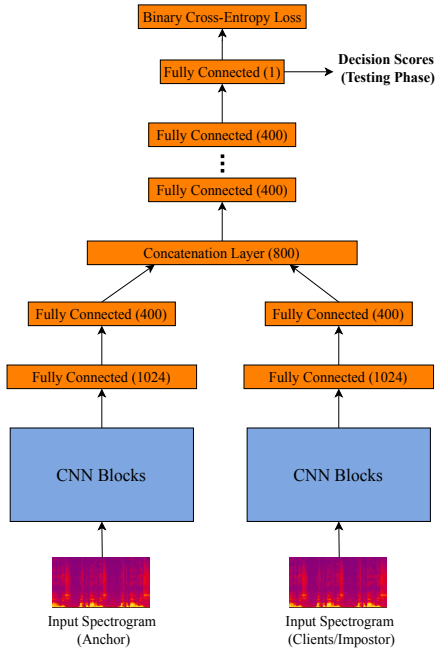 Binary Cross-Entropy Loss
Fully Connected (1)
Decision Scores
(Testing Phase)
Fully Connected (400)
Fully Connected (400)
Concatenation Layer (800)
Fully Connected (400)
Fully Connected (400)
Fully Connected (1024)
Fully Connected (1024)
CNN Blocks
CNN Blocks
Input Spectrogram
(Anchor)
Input Spectrogram
(Clients/Impostor)